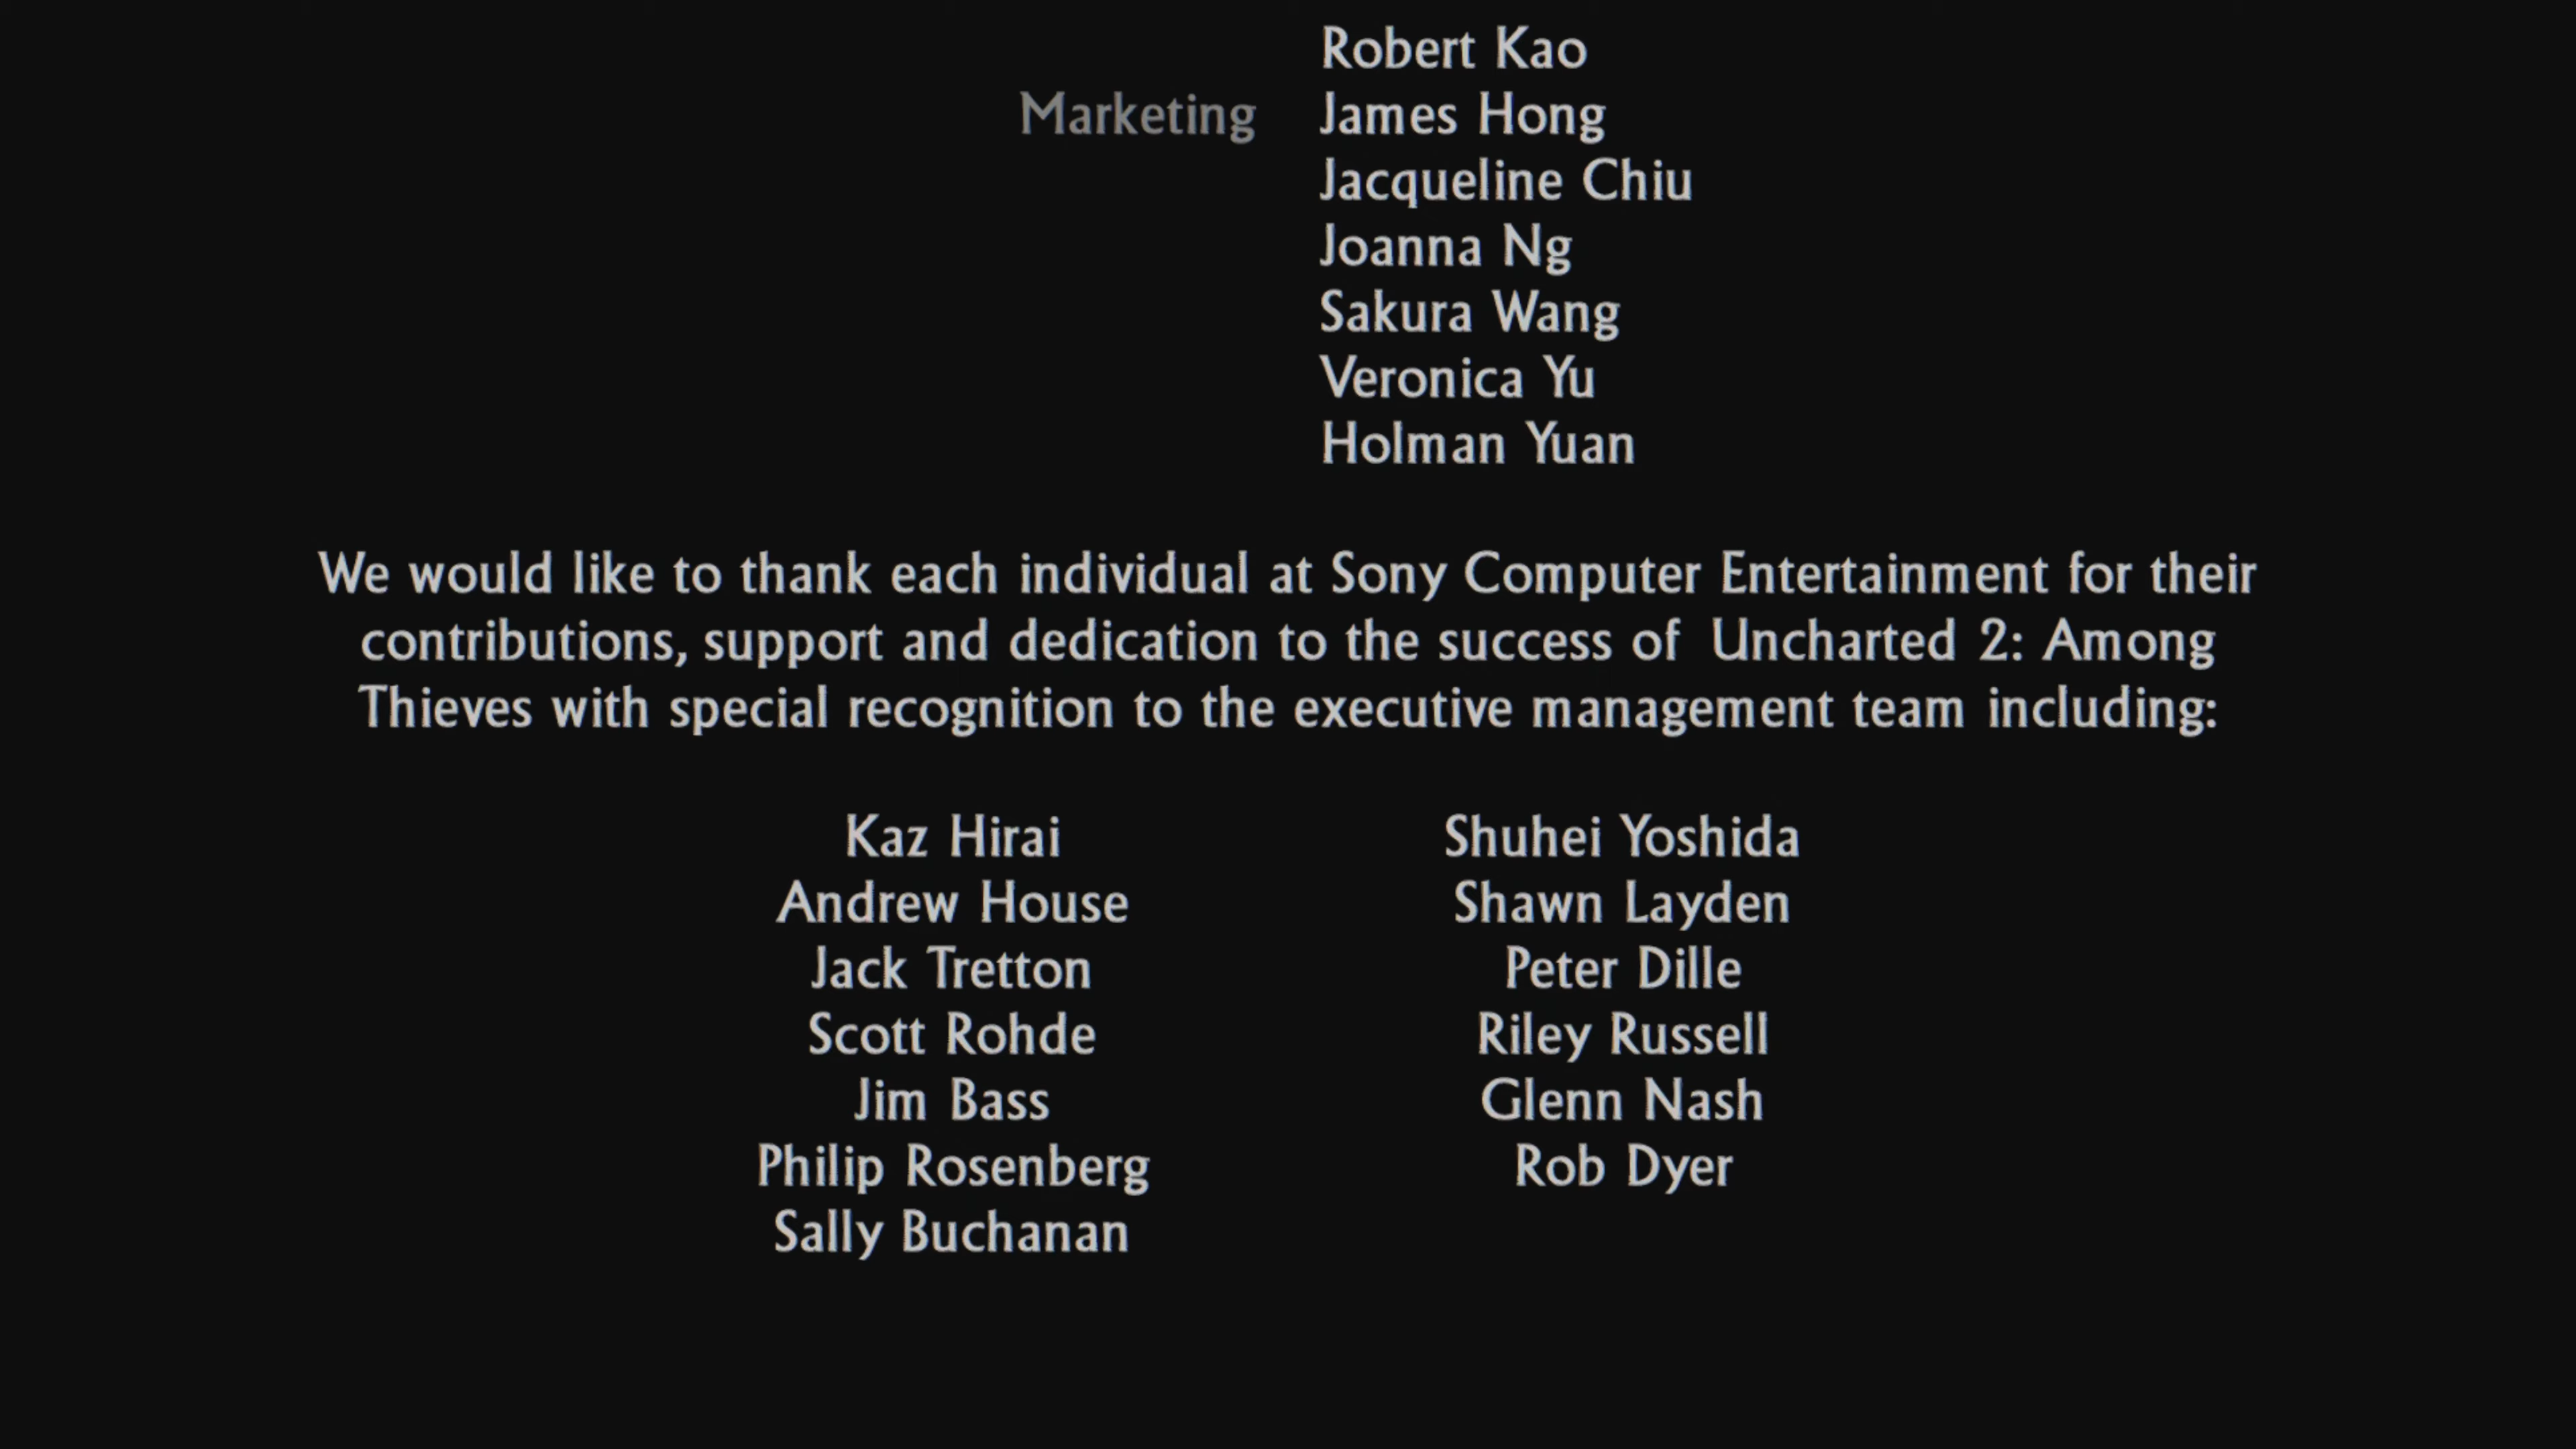 Robert Kao
Marketing James Hong
Jacqueline Chiu
Joanna Ng
Sakura Wang
Veronica Yu
Holman Yuan
We would like to thank each individual at Sony Computer Entertainment for their
contributions, support and dedication to the success of Uncharted 2: Among
Thieves with special recognition to the executive management team including:
Kaz Hirai Shuhei Yoshida
Andrew House Shawn Layden
Jack Tretton Peter Dille
Scott Rohde Riley Russell
Jim Bass Glenn Nash
Philip Rosenberg Rob Dyer
Sally Buchanan